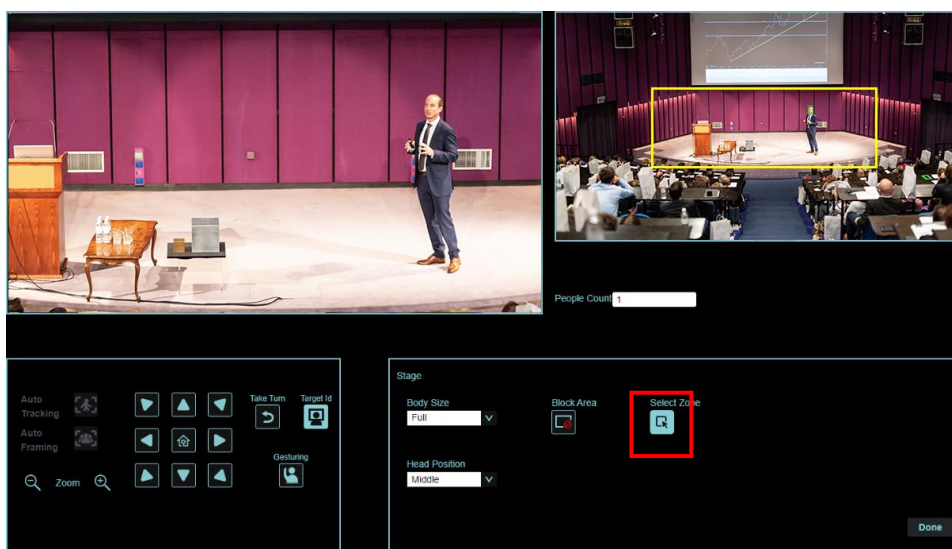 People Count
1
Auto
Tracking
Auto
Framing
Zoom
Take Turn
Target Id
Gesturing
Stage
Body Size
Full
Block Area
Select Zone
Head Position
Middle
Done